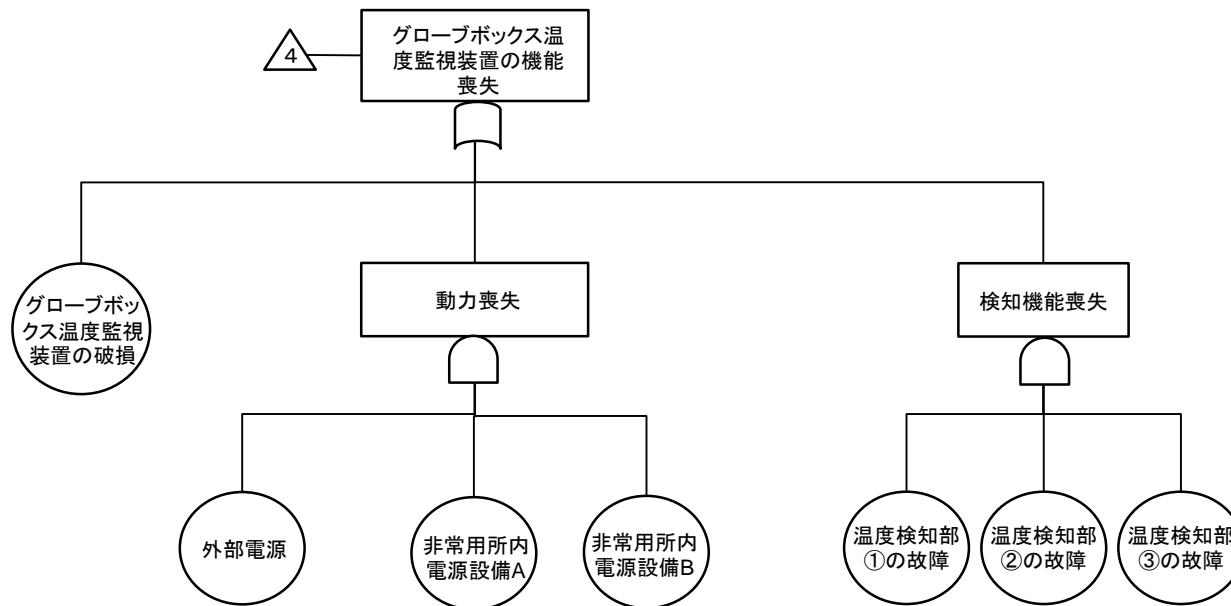 グローブボックス温
度監視装置の機能
喪失
4
グローブボッ
クス温度監視
装置の破損
動力喪失
検知機能喪失
外部電源
非常用所内
電源設備A
非常用所内
電源設備B
温度検知部
①の故障
温度検知部
②の故障
温度検知部
③の故障